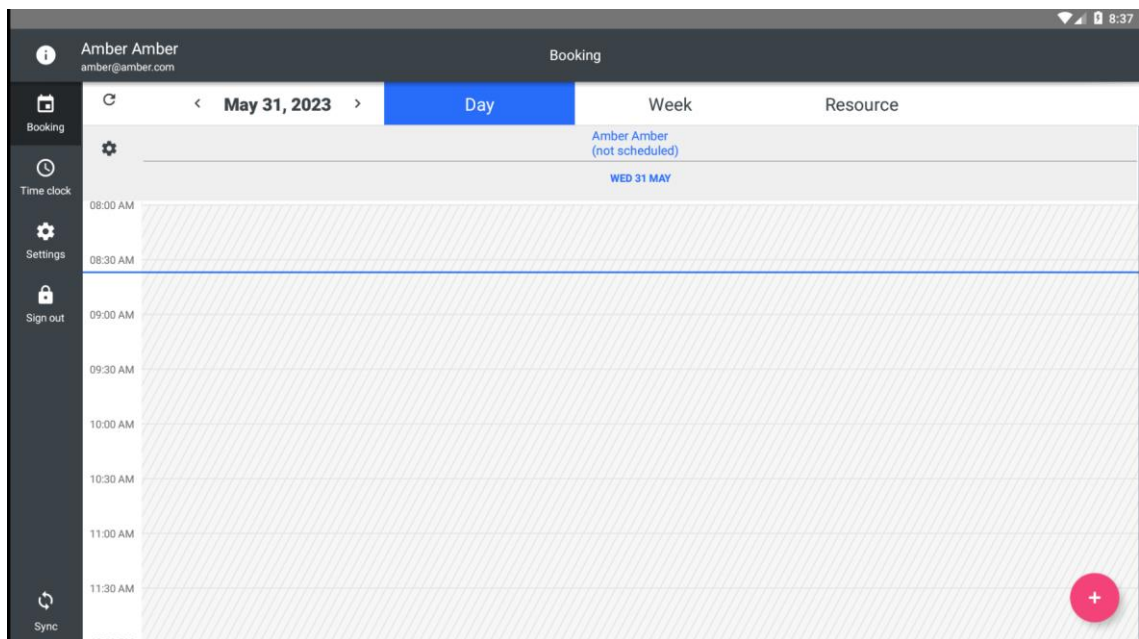 8:37
Amber Amber
amber@amber.com
Booking
Booking
Time clock
Settings
Sign out
Sync
May 31, 2023
Day
Week
Resource
Amber Amber
(not scheduled)
WED 31 MAY
08:00 AM
08:30 AM
09:00 AM
09:30 AM
10:00 AM
10:30 AM
11:00 AM
11:30 AM